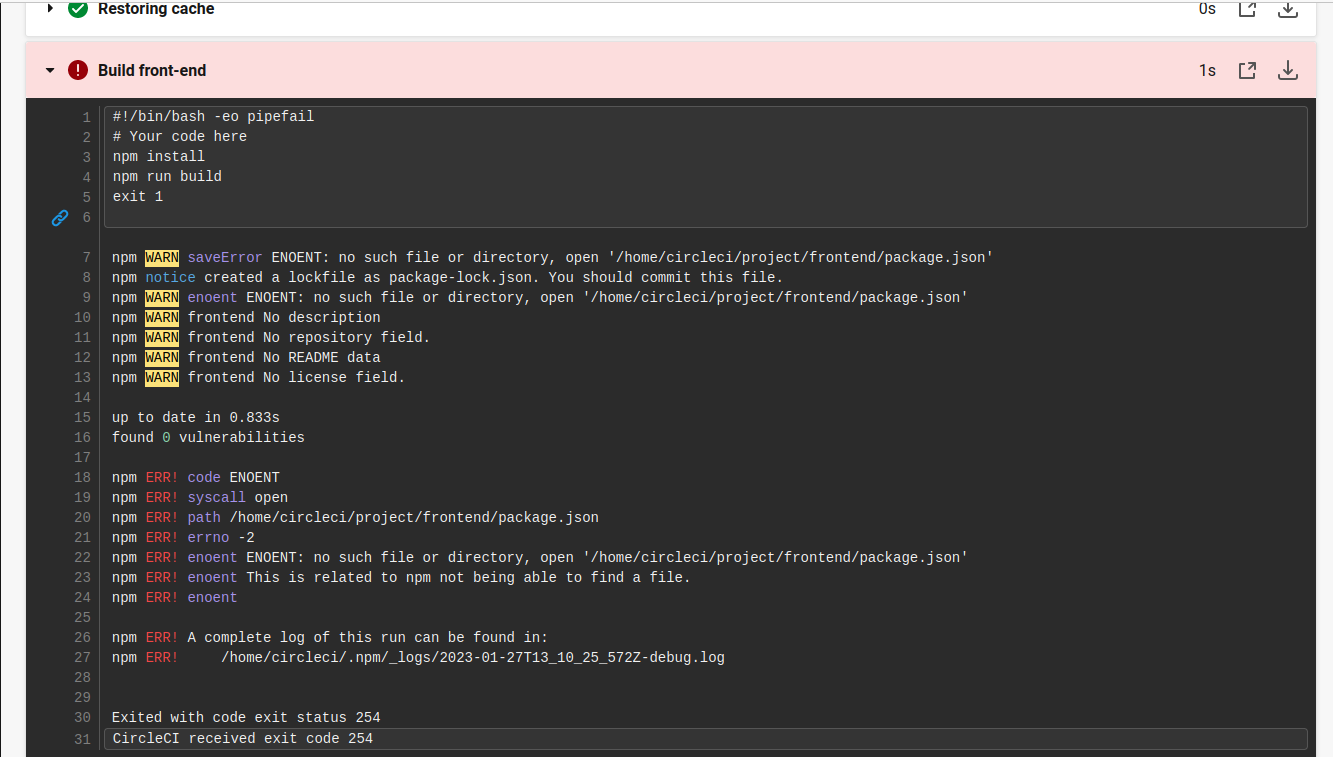 Restoring cache 0s
Build front-end 1s
1 #!/bin/bash -eo pipefail
2 # Your code here
3 npm install
4 npm run build
5 exit 1
6
7 npm WARN saveError ENOENT: no such file or directory, open '/home/circleci/project/frontend/package.json'
8 npm notice created a lockfile as package-lock.json. You should commit this file.
9 npm WARN enoent ENOENT: no such file or directory, open '/home/circleci/project/frontend/package.json'
10 npm WARN frontend No description
11 npm WARN frontend No repository field.
12 npm WARN frontend No README data
13 npm WARN frontend No license field.
14
15 up to date in 0.833s
16 found 0 vulnerabilities
17
18 npm ERR! code ENOENT
19 npm ERR! syscall open
20 npm ERR! path /home/circleci/project/frontend/package.json
21 npm ERR! errno -2
22 npm ERR! enoent ENOENT: no such file or directory, open '/home/circleci/project/frontend/package.json'
23 npm ERR! enoent This is related to npm not being able to find a file.
24 npm ERR! enoent
25
26 npm ERR! A complete log of this run can be found in:
27 npm ERR!     /home/circleci/.npm/_logs/2023-01-27T13_10_25_572Z-debug.log
28
29
30 Exited with code exit status 254
31 CircleCI received exit code 254